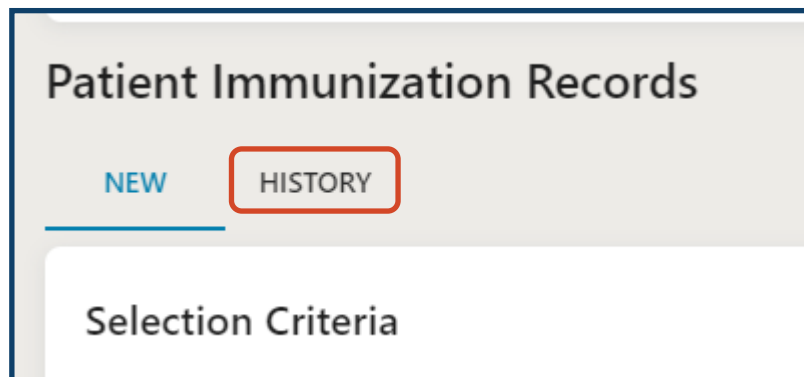 Patient Immunization Records
NEW HISTORY
Selection Criteria